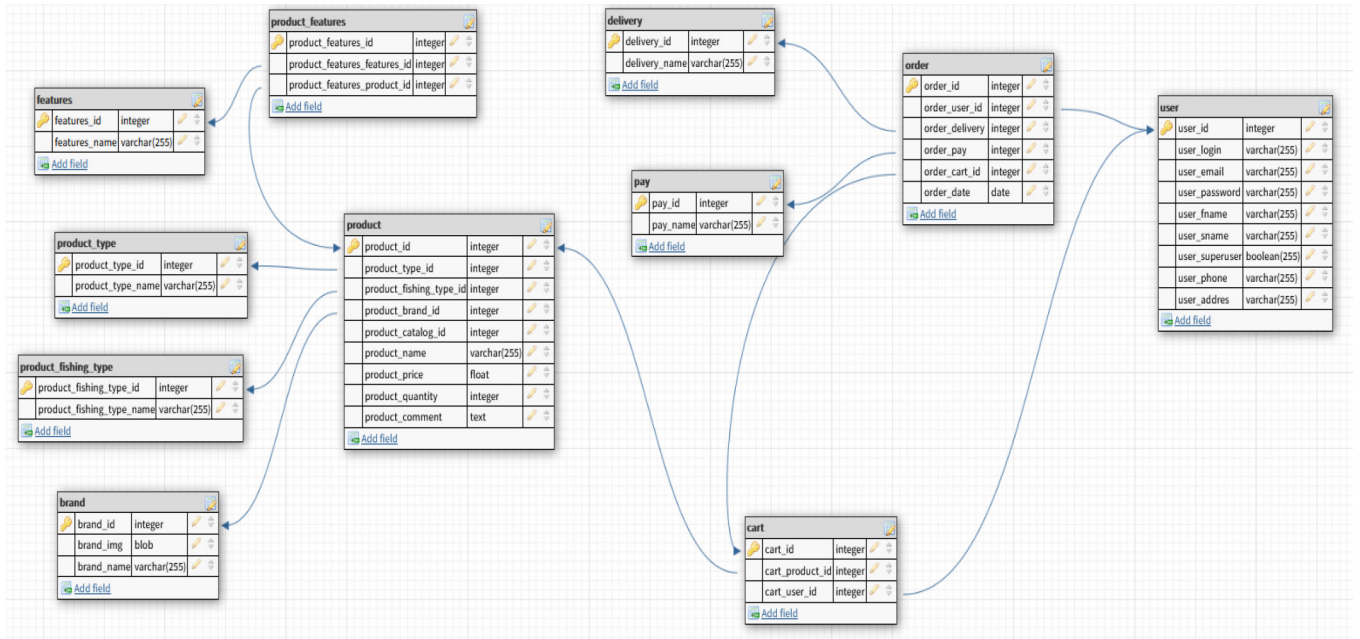 product_features
product_features_id integer
product_features_features_id integer
product_features_product_id integer
Add field
delivery
delivery_id integer
delivery_name varchar(255)
Add field
order
order_id integer
order_user_id integer
order_delivery integer
order_pay integer
order_cart_id integer
order_date date
Add field
features
features_id integer
features_name varchar(255)
Add field
user
user_id integer
user_login varchar(255)
user_email varchar(255)
user_password varchar(255)
user_fname varchar(255)
user_sname varchar(255)
user_superuser boolean(255)
user_phone varchar(255)
user_addres varchar(255)
Add field
pay
pay_id integer
pay_name varchar(255)
Add field
product
product_id integer
product_type_id integer
product_fishing_type_id integer
product_brand_id integer
product_catalog_id integer
product_name varchar(255)
product_price float
product_quantity integer
product_comment text
Add field
product_type
product_type_id integer
product_type_name varchar(255)
Add field
product_fishing_type
product_fishing_type_id integer
product_fishing_type_name varchar(255)
Add field
brand
brand_id integer
brand_img blob
brand_name varchar(255)
Add field
cart
cart_id integer
cart_product_id integer
cart_user_id integer
Add field